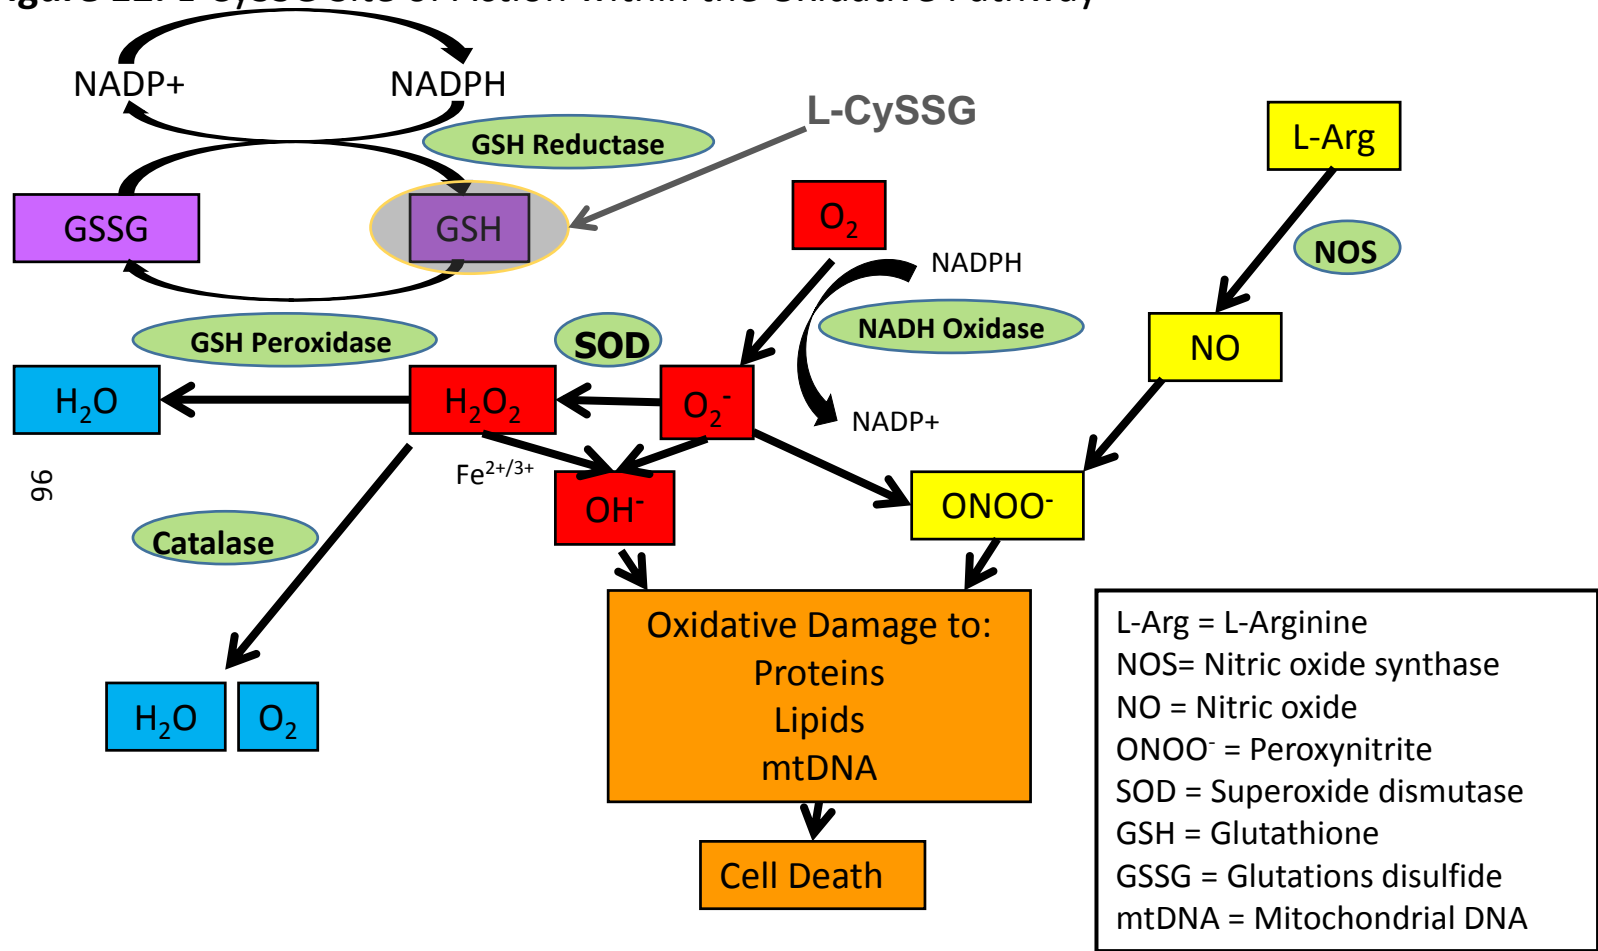 NADP+
NADPH
L-CySSG
GSH Reductase
L-Arg
GSSG
GSH
O₂
NADPH
NOS
GSH Peroxidase
SOD
NADH Oxidase
NO
H₂O
H₂O₂
O₂⁻
NADP+
Fe²⁺/³⁺
96
OH⁻
ONOO⁻
Catalase
H₂O
O₂
Oxidative Damage to:
Proteins
Lipids
mtDNA
Cell Death
L-Arg = L-Arginine
NOS= Nitric oxide synthase
NO = Nitric oxide
ONOO⁻ = Peroxynitrite
SOD = Superoxide dismutase
GSH = Glutathione
GSSG = Glutations disulfide
mtDNA = Mitochondrial DNA